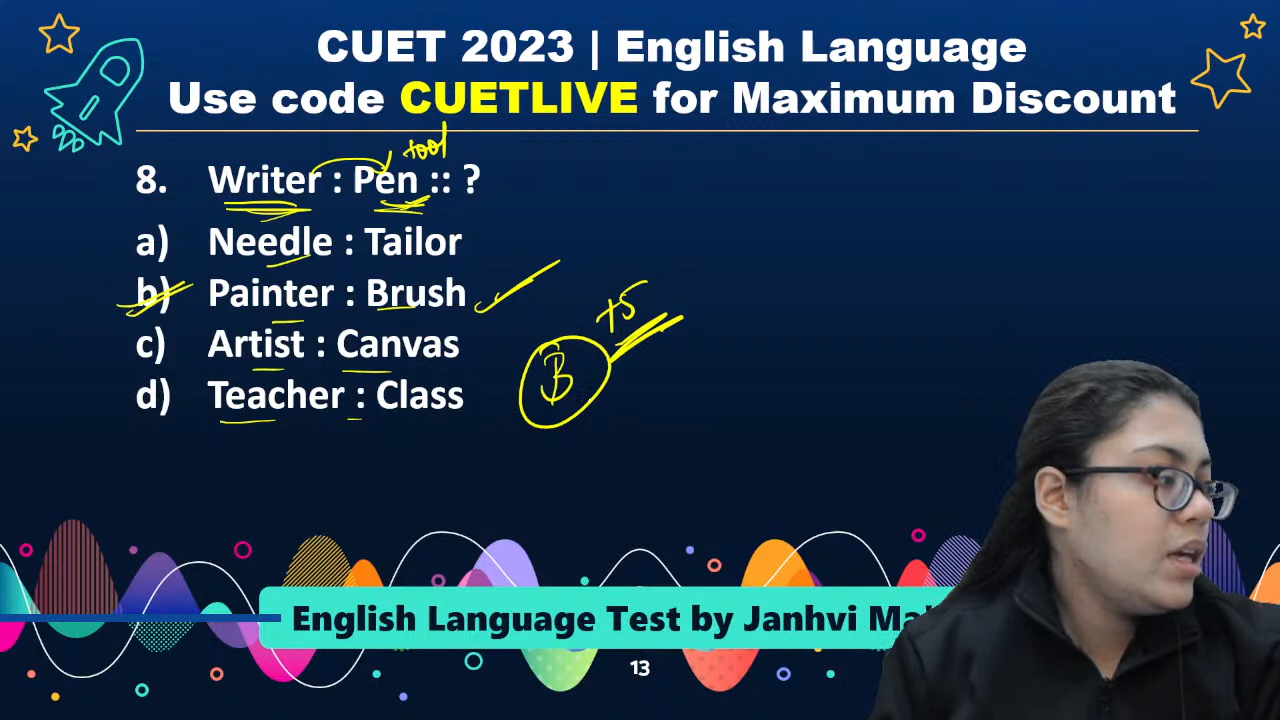 CUET 2023 | English Language
Use code CUETLIVE for Maximum Discount
tool
8. Writer : Pen :: ?
a) Needle : Tailor
b) Painter : Brush
c) Artist : Canvas
d) Teacher : Class
+5
B
English Language Test by Janhvi
13